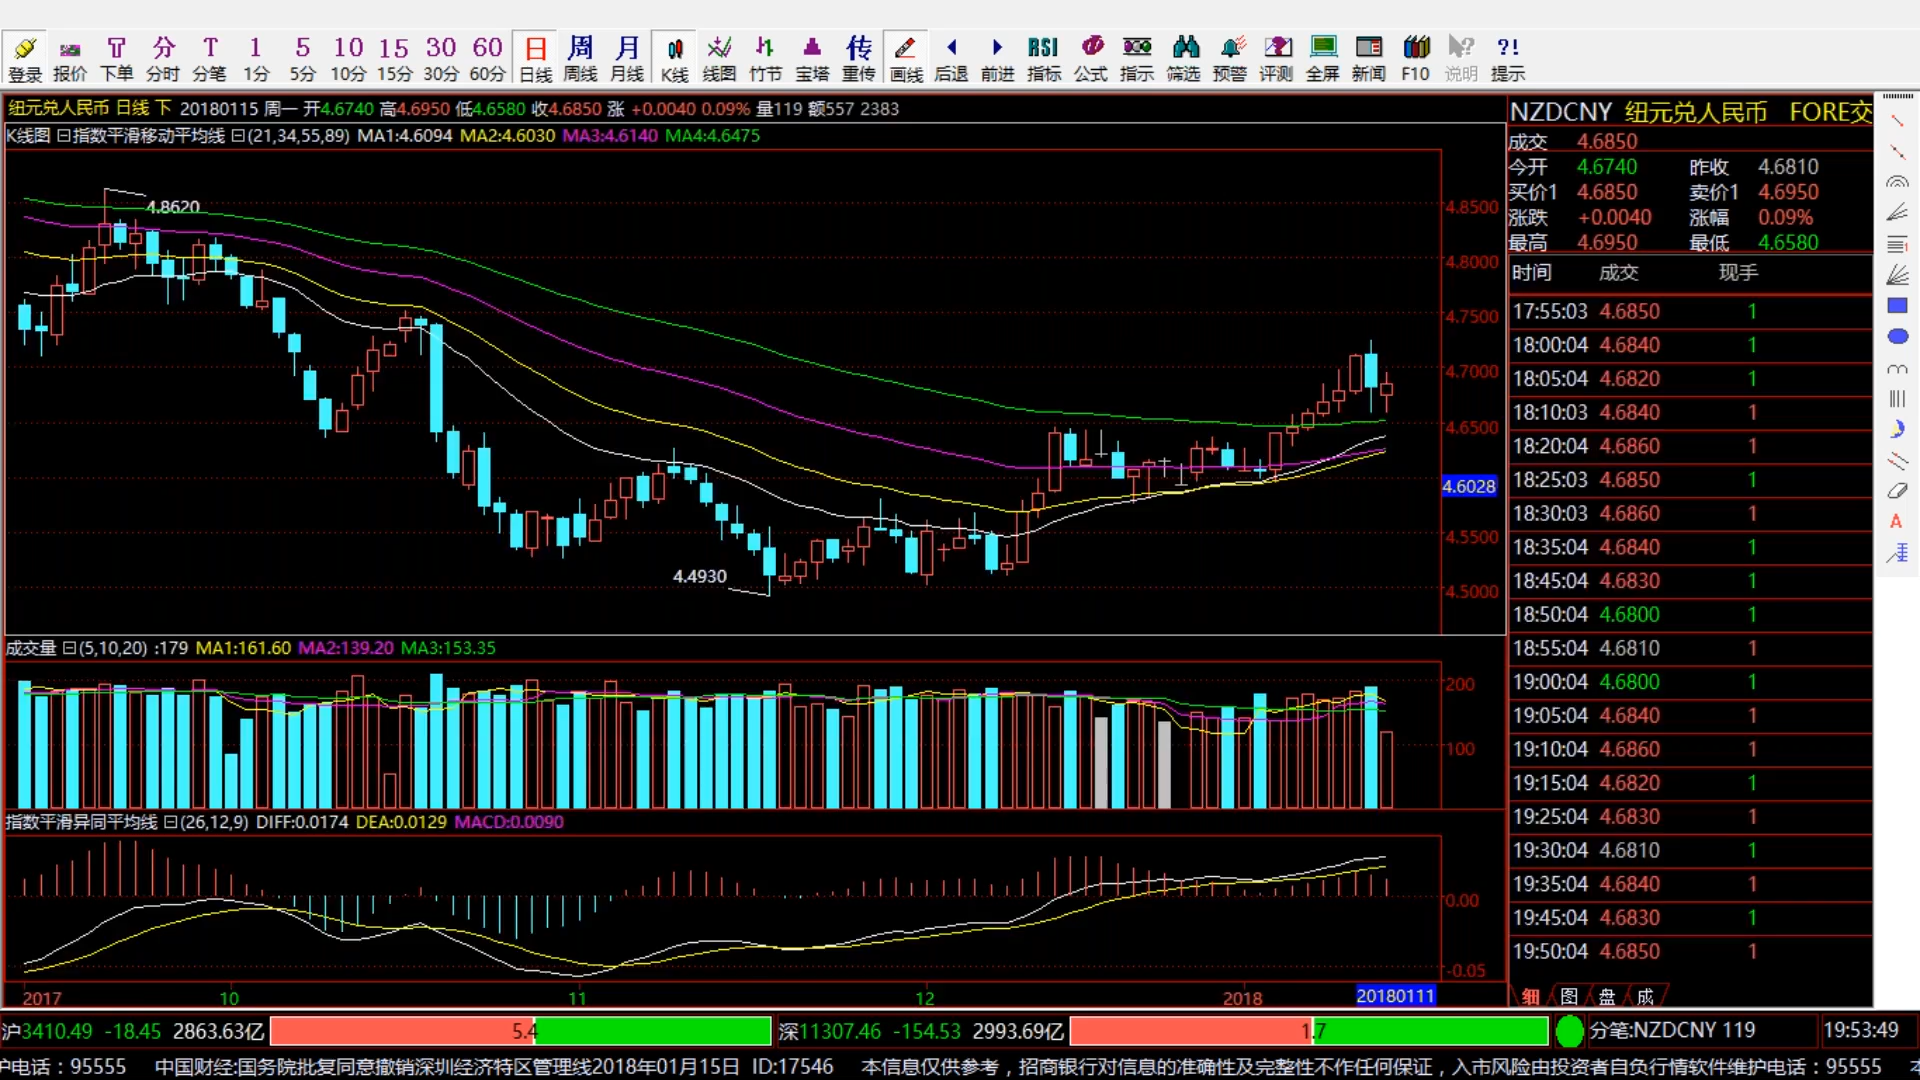 T 分 T 1 5 10 15 30 60 日 周 月 传 RSI ?!
登录 报价 下单 分时 分笔 1分 5分 10分 15分 30分 60分 日线 周线 月线 K线 线图 竹节 宝塔 重传 画线 后退 前进 指标 公式 指示 筛选 预警 评测 全屏 新闻 F10 说明 提示
纽元兑人民币 日线 下 20180115 周一 开4.6740 高4.6950 低4.6580 收4.6850 涨 +0.0040 0.09% 量119 额557 2383
K线图 指数平滑移动平均线 (21,34,55,89) MA1:4.6094 MA2:4.6030 MA3:4.6140 MA4:4.6475
4.8620
4.4930
4.8500
4.8000
4.7500
4.7000
4.6500
4.6028
4.5500
4.5000
成交量 (5,10,20) :179 MA1:161.60 MA2:139.20 MA3:153.35
200
100
指数平滑异同平均线 (26,12,9) DIFF:0.0174 DEA:0.0129 MACD:0.0090
0.00
-0.05
2017 10 11 12 2018 20180111
NZDCNY 纽元兑人民币 FORE交
成交 4.6850
今开 4.6740 昨收 4.6810
买价1 4.6850 卖价1 4.6950
涨跌 +0.0040 涨幅 0.09%
最高 4.6950 最低 4.6580
时间 成交 现手
17:55:03 4.6850 1
18:00:04 4.6840 1
18:05:04 4.6820 1
18:10:03 4.6840 1
18:20:04 4.6860 1
18:25:03 4.6850 1
18:30:03 4.6860 1
18:35:04 4.6840 1
18:45:04 4.6830 1
18:50:04 4.6800 1
18:55:04 4.6810 1
19:00:04 4.6800 1
19:05:04 4.6840 1
19:10:04 4.6860 1
19:15:04 4.6820 1
19:25:04 4.6830 1
19:30:04 4.6810 1
19:35:04 4.6840 1
19:45:04 4.6830 1
19:50:04 4.6850 1
细 图 盘 成
A
沪3410.49 -18.45 2863.63亿 5.4 深11307.46 -154.53 2993.69亿 1.7 分笔:NZDCNY 119 19:53:49
户电话：95555 中国财经:国务院批复同意撤销深圳经济特区管理线2018年01月15日 ID:17546 本信息仅供参考，招商银行对信息的准确性及完整性不作任何保证，入市风险由投资者自负行情软件维护电话：95555